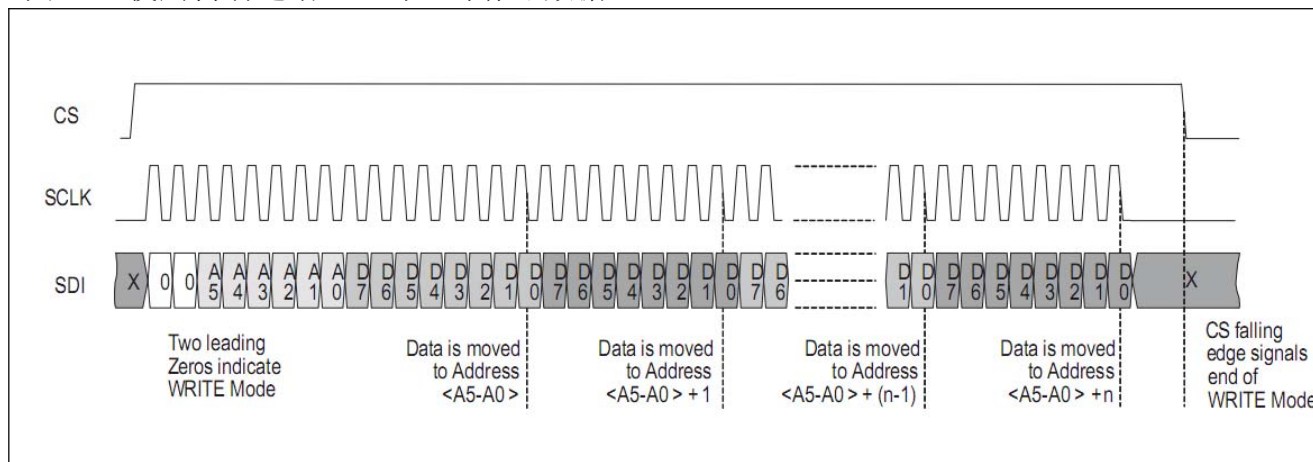 CS
SCLK
SDI
X 0 0 A5 A4 A3 A2 A1 A0 D7 D6 D5 D4 D3 D2 D1 D0 D7 D6 D5 D4 D3 D2 D1 D0 D7 D6 D1 D0 D7 D6 D5 D4 D3 D2 D1 D0 X
Two leading
Zeros indicate
WRITE Mode
Data is moved
to Address
<A5-A0>
Data is moved
to Address
<A5-A0> + 1
Data is moved
to Address
<A5-A0> + (n-1)
Data is moved
to Address
<A5-A0> +n
CS falling
edge signals
end of
WRITE Mode